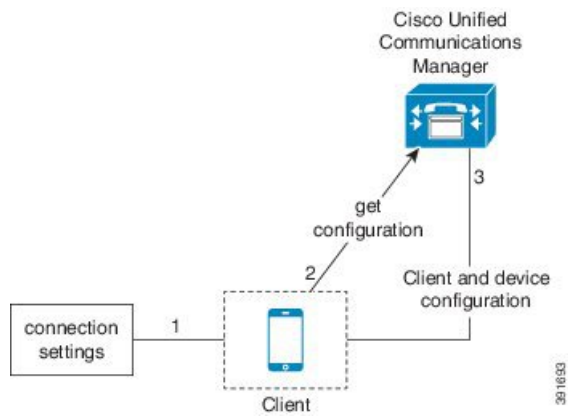 Cisco Unified
Communications
Manager
3
get
configuration
2
Client and device
configuration
connection
settings
1
Client
391693